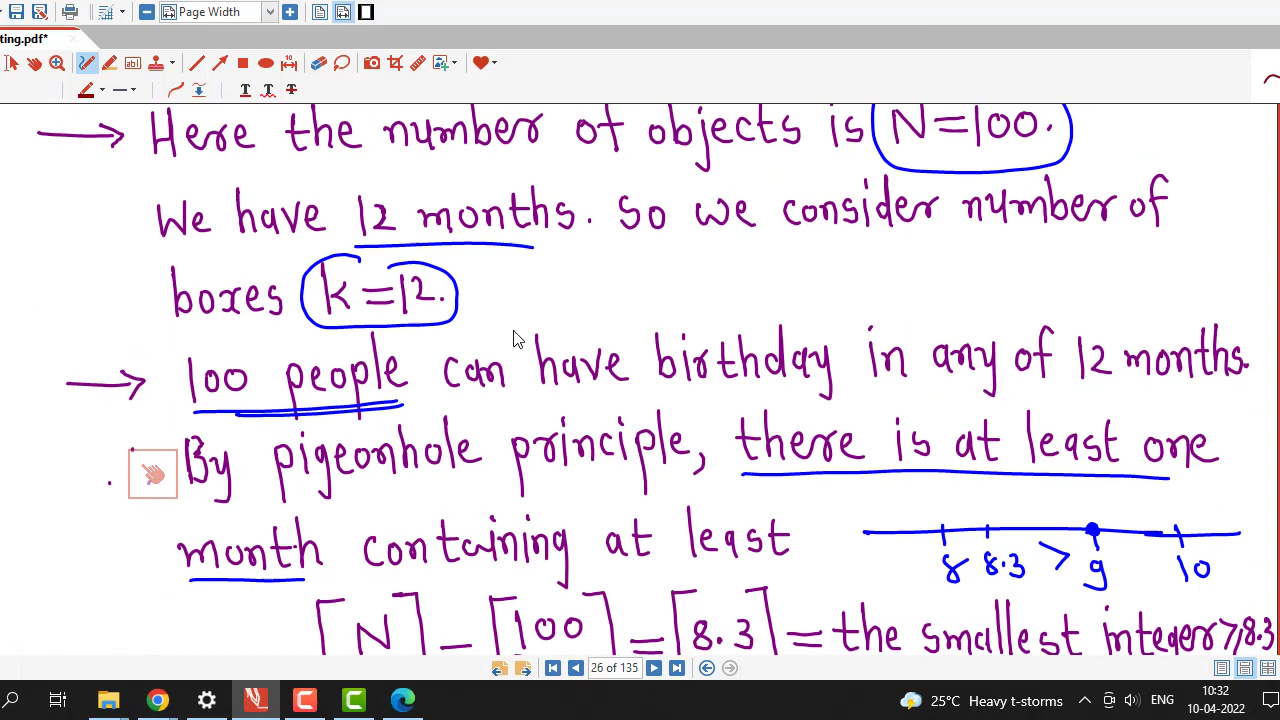 Page Width
ting.pdf*
→ Here the number of objects is N=100.
We have 12 months. So we consider number of
boxes k=12.
→ 100 people can have birthday in any of 12 months.
By pigeonhole principle, there is at least one
month containing at least
8 8.3 > 9 10
⌈N⌉ = ⌈100⌉ = ⌈8.3⌉ = the smallest integer ≥8.3
26 of 135
25°C Heavy t-storms
ENG
10:32
10-04-2022